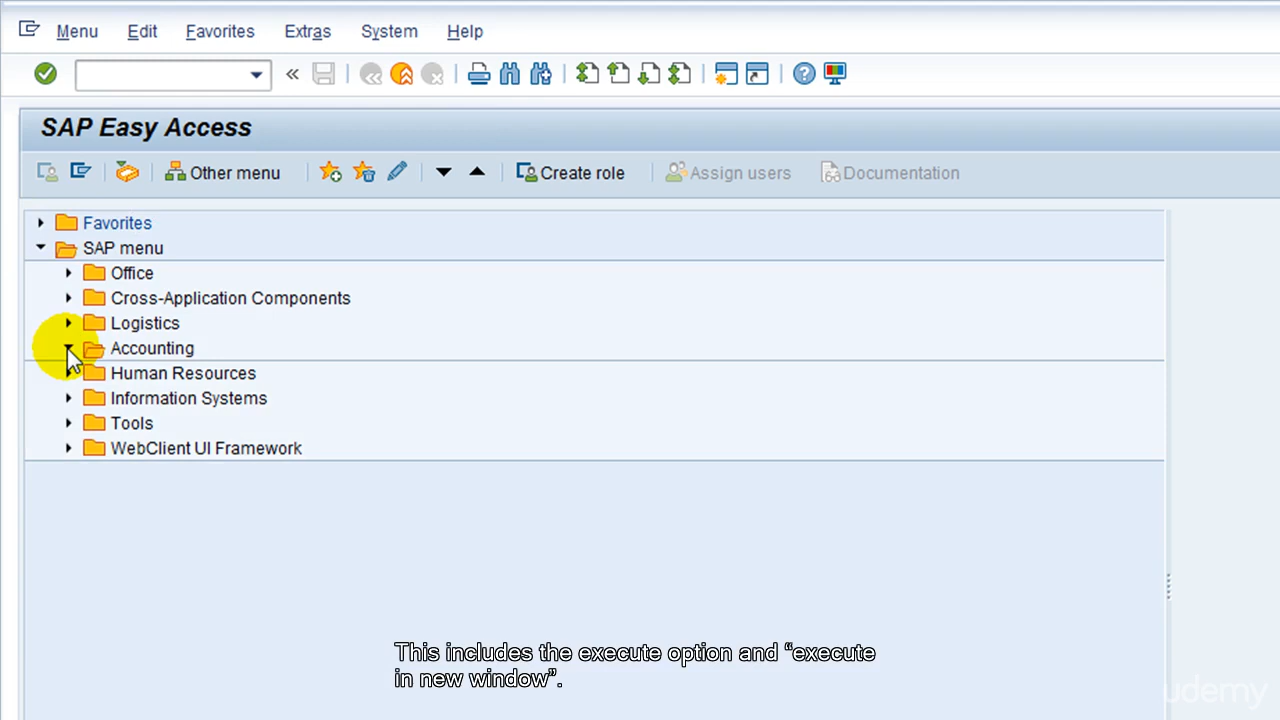 Menu Edit Favorites Extras System Help
SAP Easy Access
Other menu Create role Assign users Documentation
Favorites
SAP menu
Office
Cross-Application Components
Logistics
Accounting
Human Resources
Information Systems
Tools
WebClient UI Framework
This includes the execute option and “execute
in new window”.
udemy